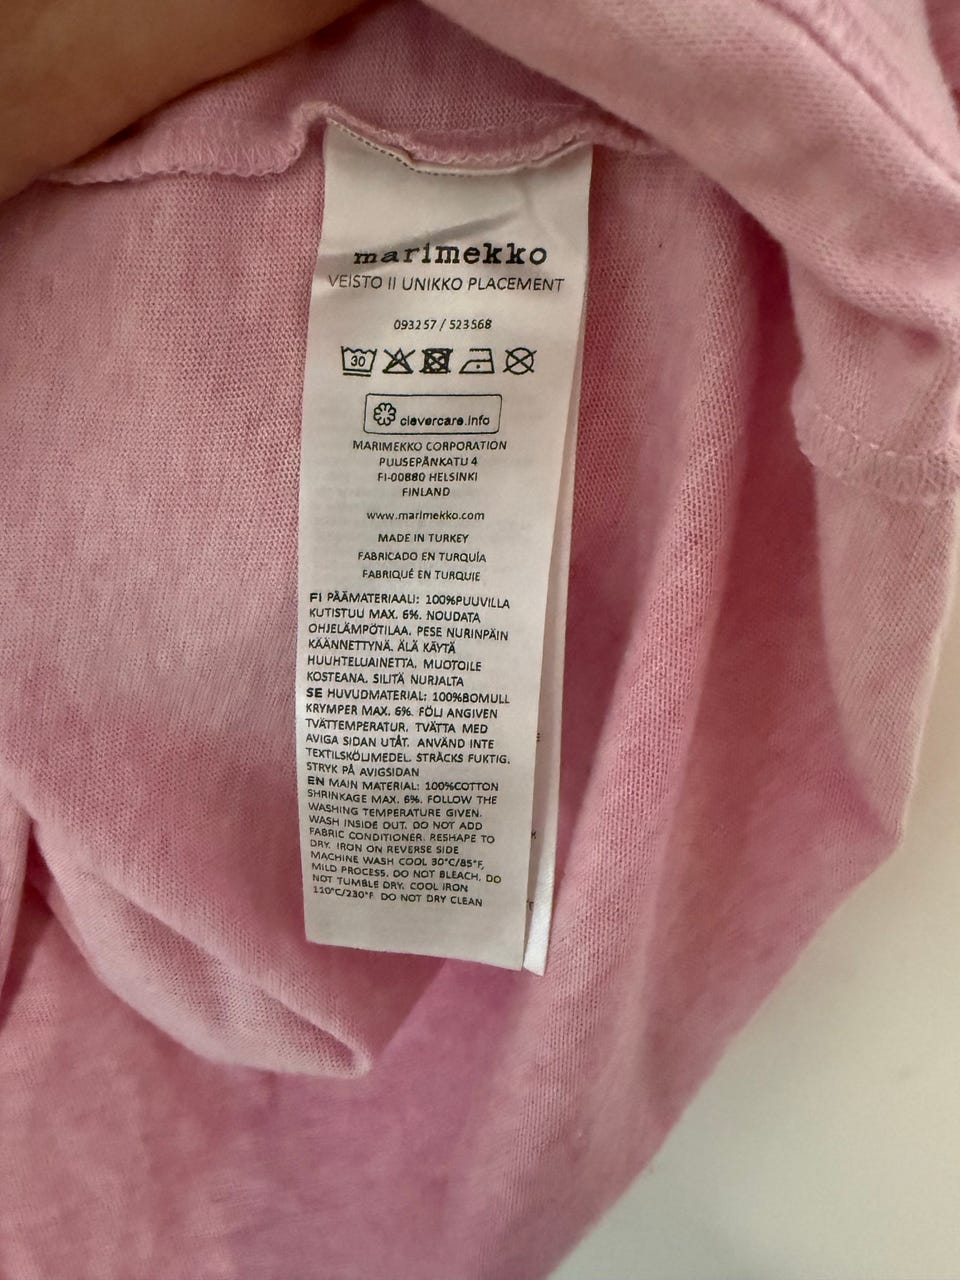 marimekko
VEISTO II UNIKKO PLACEMENT
093257 / 523568
30
clevercare.info
MARIMEKKO CORPORATION
PUUSEPÄNKATU 4
FI-00880 HELSINKI
FINLAND
www.marimekko.com
MADE IN TURKEY
FABRICADO EN TURQUÍA
FABRIQUÉ EN TURQUIE
FI PÄÄMATERIAALI: 100%PUUVILLA
KUTISTUU MAX. 6%. NOUDATA
OHJELÄMPÖTILAA. PESE NURINPÄIN
KÄÄNNETTYNÄ. ÄLÄ KÄYTÄ
HUUHTELUAINETTA. MUOTOILE
KOSTEANA. SILITÄ NURJALTA
SE HUVUDMATERIAL: 100%BOMULL
KRYMPER MAX. 6%. FÖLJ ANGIVEN
TVÄTTEMPERATUR. TVÄTTA MED
AVIGA SIDAN UTÅT. ANVÄND INTE
TEXTILSKÖLJMEDEL. STRÄCKS FUKTIG.
STRYK PÅ AVIGSIDAN
EN MAIN MATERIAL: 100%COTTON
SHRINKAGE MAX. 6%. FOLLOW THE
WASHING TEMPERATURE GIVEN.
WASH INSIDE OUT. DO NOT ADD
FABRIC CONDITIONER. RESHAPE TO
DRY. IRON ON REVERSE SIDE
MACHINE WASH COOL 30°C/85°F,
MILD PROCESS. DO NOT BLEACH. DO
NOT TUMBLE DRY. COOL IRON
110°C/230°F DO NOT DRY CLEAN